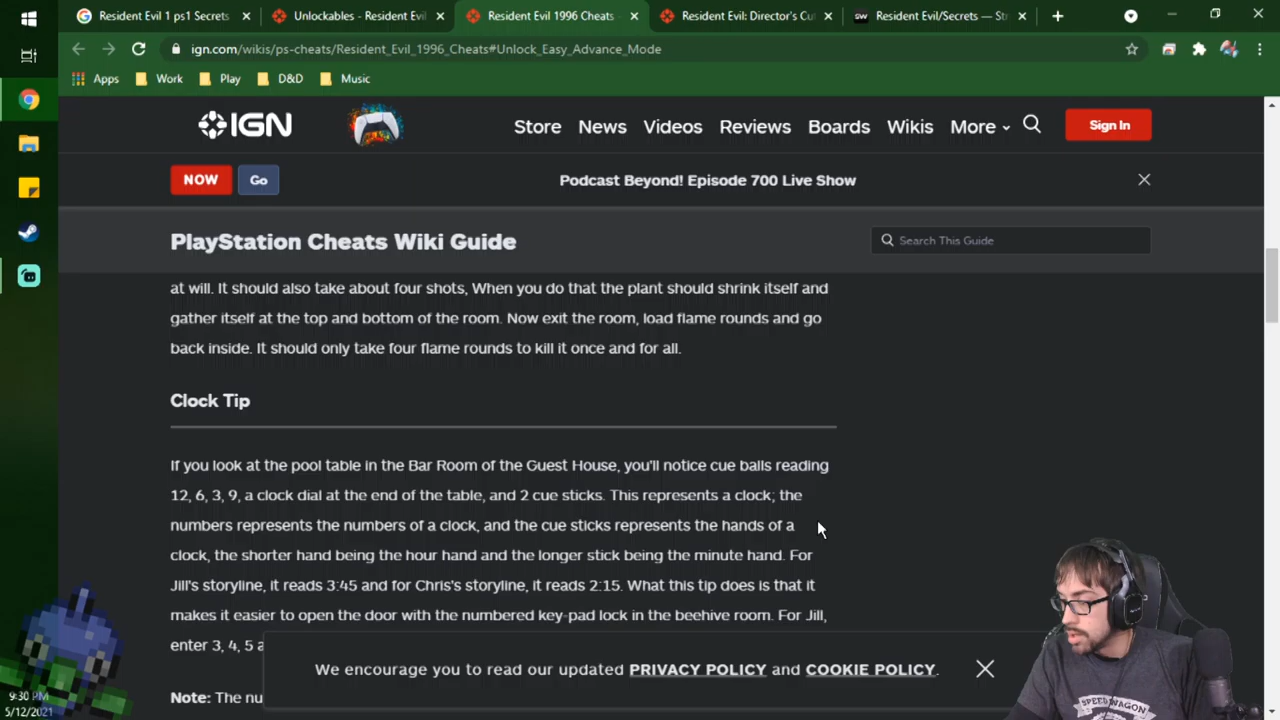 Resident Evil 1 ps1 Secrets
Unlockables - Resident Evil
Resident Evil 1996 Cheats -
Resident Evil: Director's Cu
SW Resident Evil/Secrets — St
ign.com/wikis/ps-cheats/Resident_Evil_1996_Cheats#Unlock_Easy_Advance_Mode
Apps Work Play D&D Music
IGN Store News Videos Reviews Boards Wikis More Sign In
NOW Go Podcast Beyond! Episode 700 Live Show
PlayStation Cheats Wiki Guide Search This Guide
at will. It should also take about four shots, When you do that the plant should shrink itself and
gather itself at the top and bottom of the room. Now exit the room, load flame rounds and go
back inside. It should only take four flame rounds to kill it once and for all.
Clock Tip
If you look at the pool table in the Bar Room of the Guest House, you'll notice cue balls reading
12, 6, 3, 9, a clock dial at the end of the table, and 2 cue sticks. This represents a clock; the
numbers represents the numbers of a clock, and the cue sticks represents the hands of a
clock, the shorter hand being the hour hand and the longer stick being the minute hand. For
Jill's storyline, it reads 3:45 and for Chris's storyline, it reads 2:15. What this tip does is that it
makes it easier to open the door with the numbered key-pad lock in the beehive room. For Jill,
enter 3, 4, 5 a
We encourage you to read our updated PRIVACY POLICY and COOKIE POLICY.
Note: The nu
9:30 PM
5/12/2021
SPEED WAGON